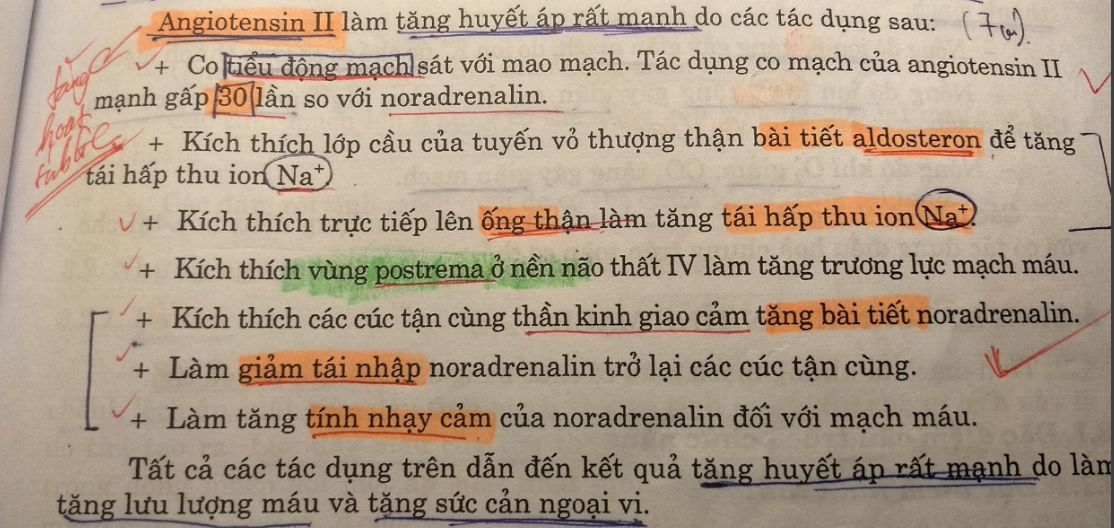 Angiotensin II làm tăng huyết áp rất mạnh do các tác dụng sau:
+ Co tiểu động mạch sát với mao mạch. Tác dụng co mạch của angiotensin II
mạnh gấp 30 lần so với noradrenalin.
+ Kích thích lớp cầu của tuyến vỏ thượng thận bài tiết aldosteron để tăng
tái hấp thu ion Na⁺.
+ Kích thích trực tiếp lên ống thận làm tăng tái hấp thu ion Na⁺.
+ Kích thích vùng postrema ở nền não thất IV làm tăng trương lực mạch máu.
+ Kích thích các cúc tận cùng thần kinh giao cảm tăng bài tiết noradrenalin.
+ Làm giảm tái nhập noradrenalin trở lại các cúc tận cùng.
+ Làm tăng tính nhạy cảm của noradrenalin đối với mạch máu.
Tất cả các tác dụng trên dẫn đến kết quả tăng huyết áp rất mạnh do làm
tăng lưu lượng máu và tăng sức cản ngoại vi.